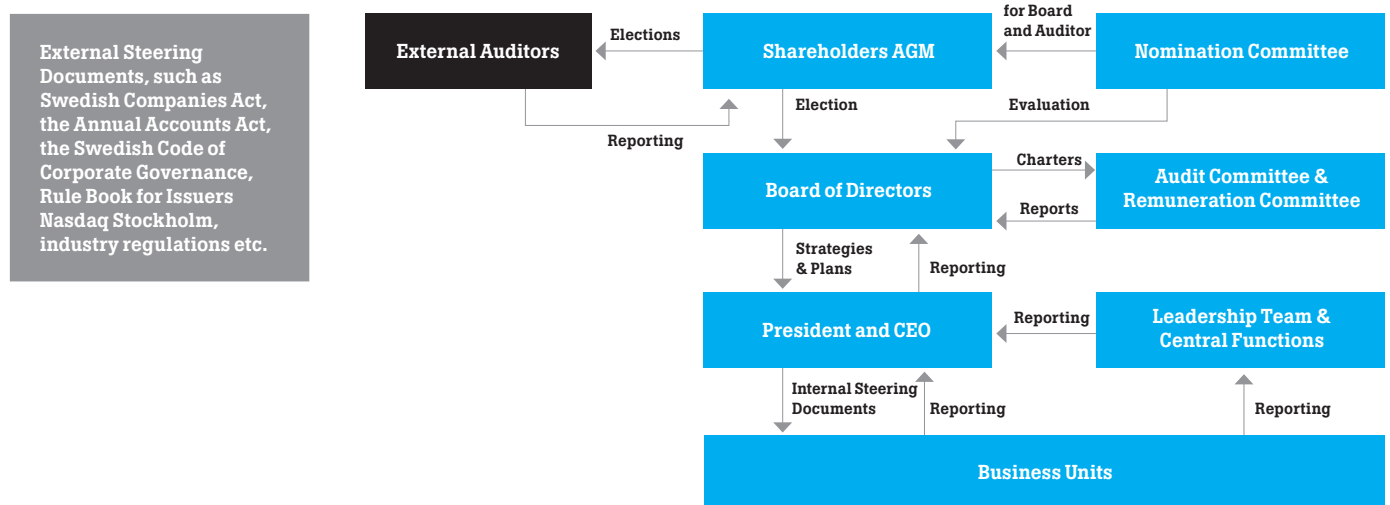 External Steering
Documents, such as
Swedish Companies Act,
the Annual Accounts Act,
the Swedish Code of
Corporate Governance,
Rule Book for Issuers
Nasdaq Stockholm,
industry regulations etc.
External Auditors
Elections
Shareholders AGM
for Board
and Auditor
Nomination Committee
Reporting
Election
Evaluation
Board of Directors
Charters
Reports
Audit Committee &
Remuneration Committee
Strategies
& Plans
Reporting
President and CEO
Reporting
Leadership Team &
Central Functions
Internal Steering
Documents
Reporting
Reporting
Business Units